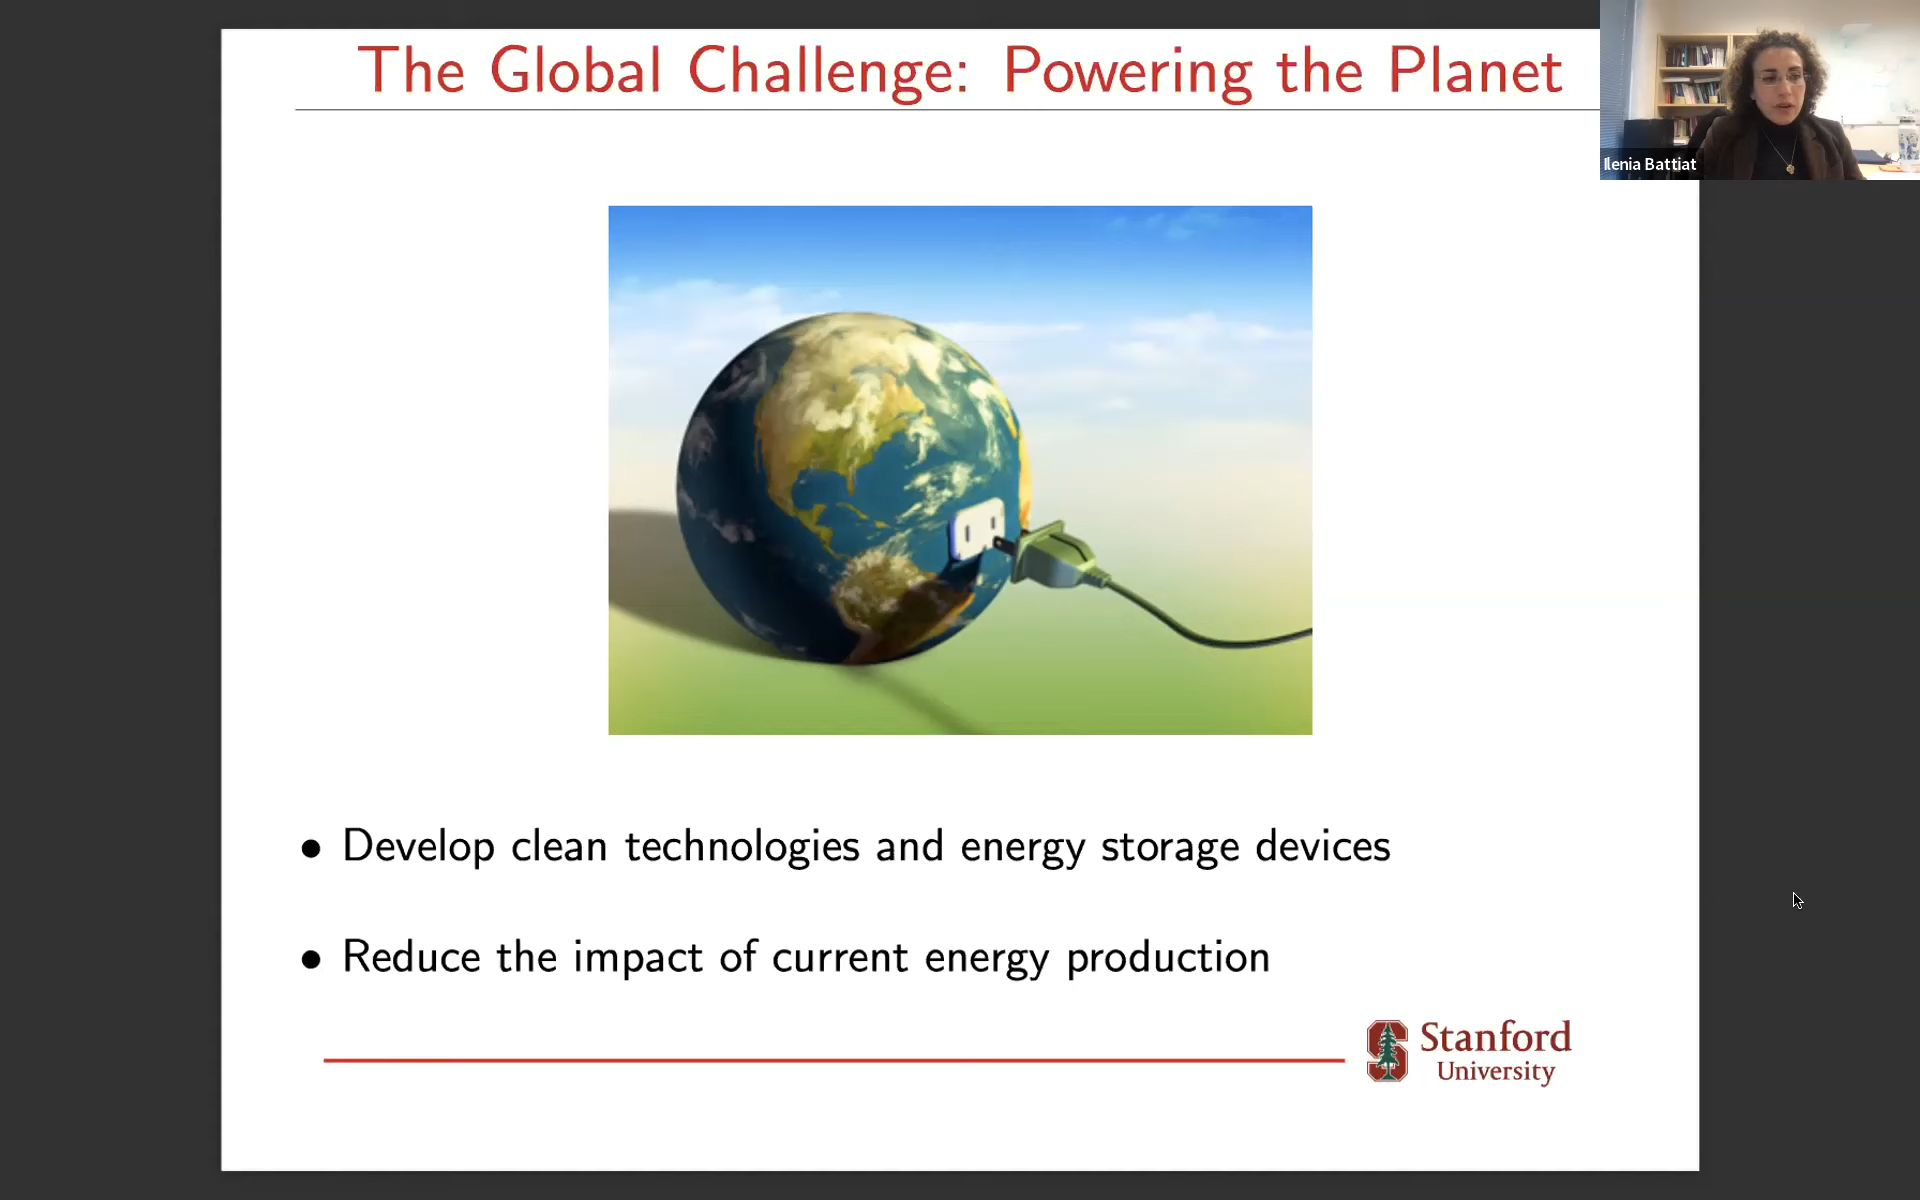 The Global Challenge: Powering the Planet
Ilenia Battiat
• Develop clean technologies and energy storage devices
• Reduce the impact of current energy production
Stanford
University